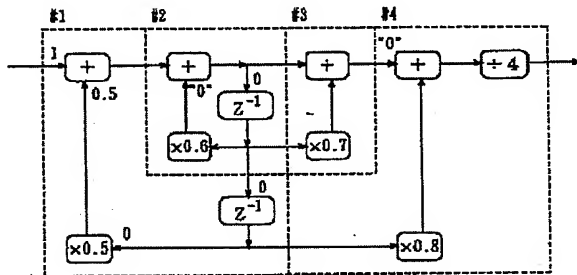 #1 #2 #3 #4
1 + + + "0" + ÷4
0.5 "0" 0
Z⁻¹
×0.6 ×0.7
0
Z⁻¹
×0.5 0 ×0.8